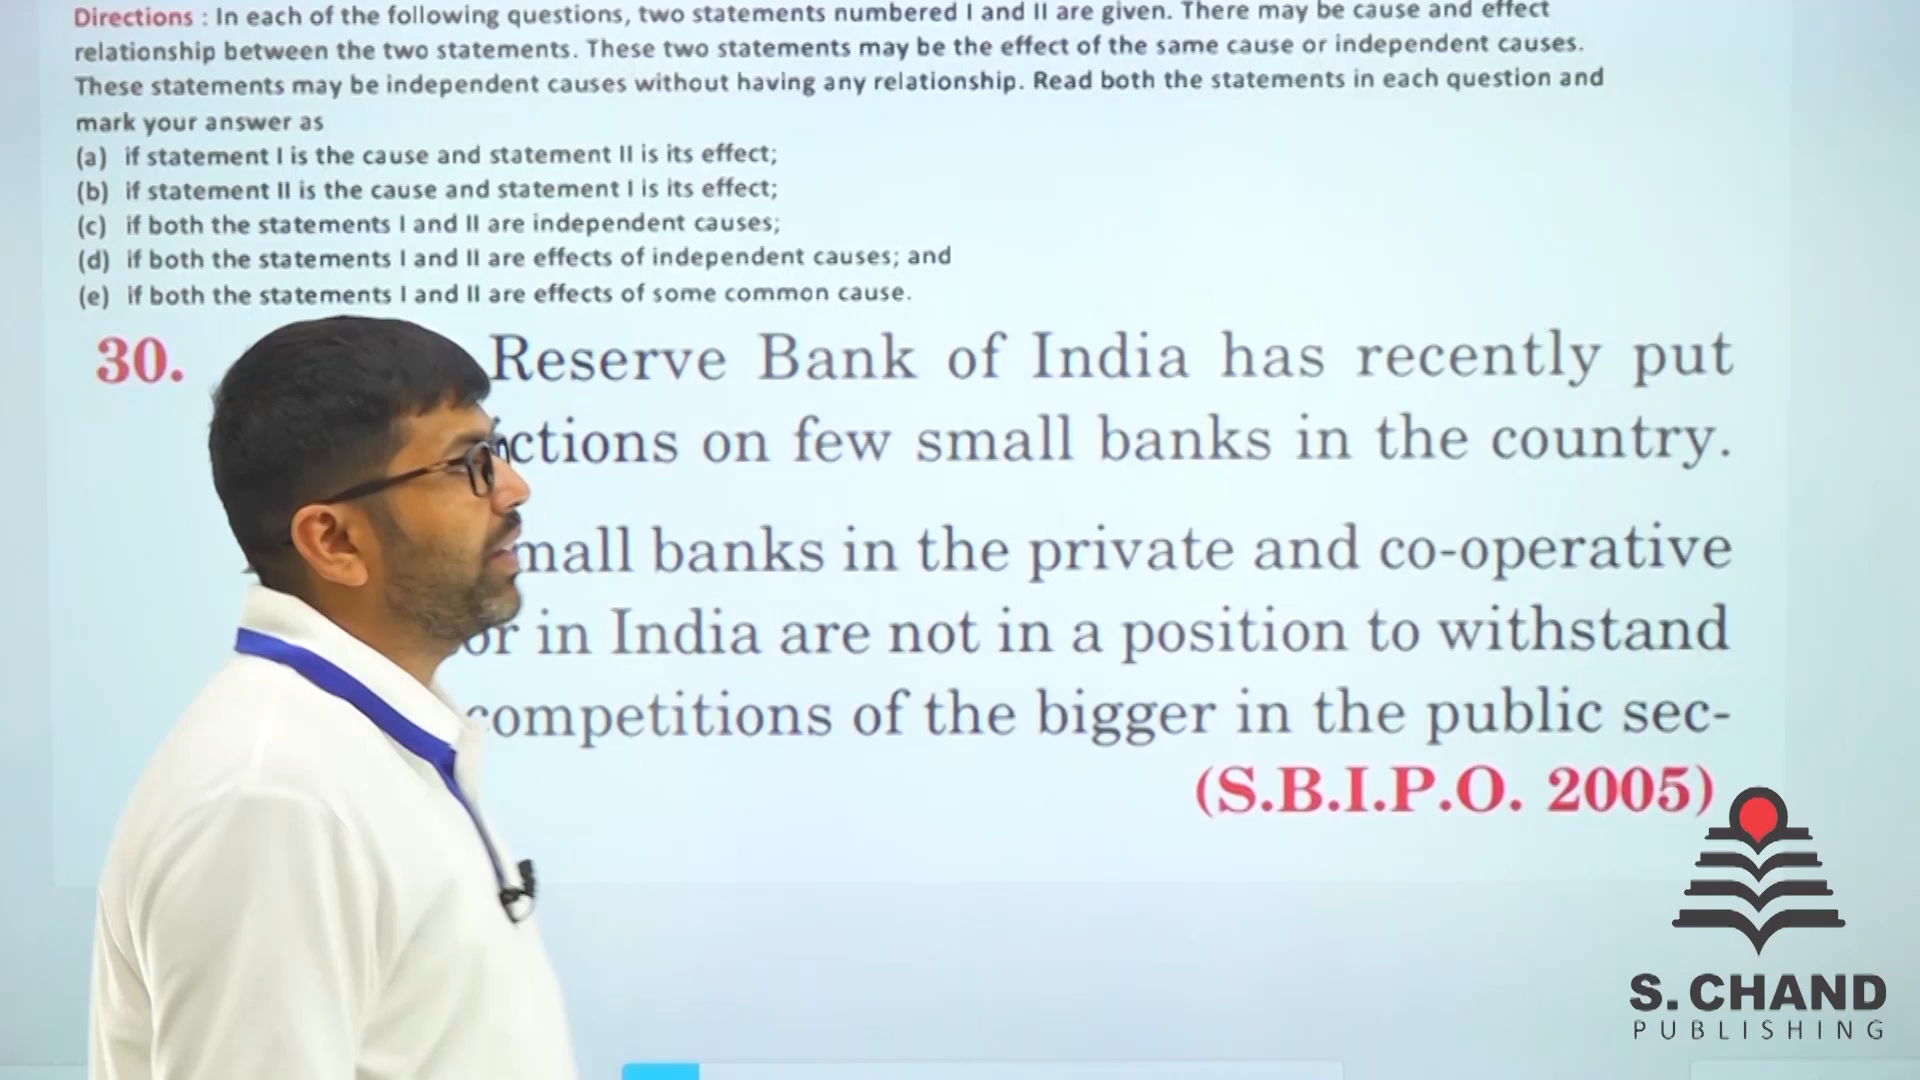 Directions : In each of the following questions, two statements numbered I and II are given. There may be cause and effect
relationship between the two statements. These two statements may be the effect of the same cause or independent causes.
These statements may be independent causes without having any relationship. Read both the statements in each question and
mark your answer as
(a) if statement I is the cause and statement II is its effect;
(b) if statement II is the cause and statement I is its effect;
(c) if both the statements I and II are independent causes;
(d) if both the statements I and II are effects of independent causes; and
(e) if both the statements I and II are effects of some common cause.
30. Reserve Bank of India has recently put
on few small banks in the country.
banks in the private and co-operative
in India are not in a position to withstand
of the bigger in the public sec-
(S.B.I.P.O. 2005)
S. CHAND
PUBLISHING